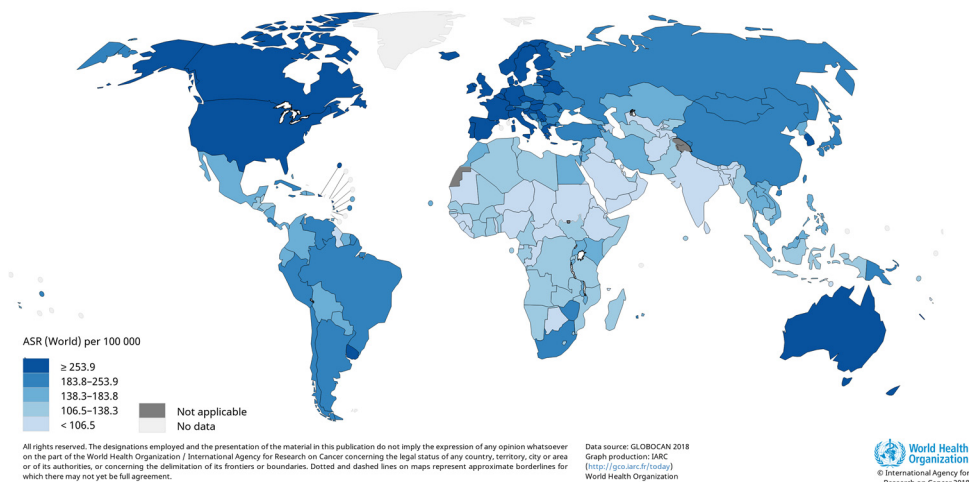 ASR (World) per 100 000
≥ 253.9
183.8–253.9
138.3–183.8
106.5–138.3
< 106.5
Not applicable
No data
All rights reserved. The designations employed and the presentation of the material in this publication do not imply the expression of any opinion whatsoever
on the part of the World Health Organization / International Agency for Research on Cancer concerning the legal status of any country, territory, city or area
or of its authorities, or concerning the delimitation of its frontiers or boundaries. Dotted and dashed lines on maps represent approximate borderlines for
which there may not yet be full agreement.
Data source: GLOBOCAN 2018
Graph production: IARC
(http://gco.iarc.fr/today)
World Health Organization
World Health
Organization
© International Agency for
Research on Cancer 2018